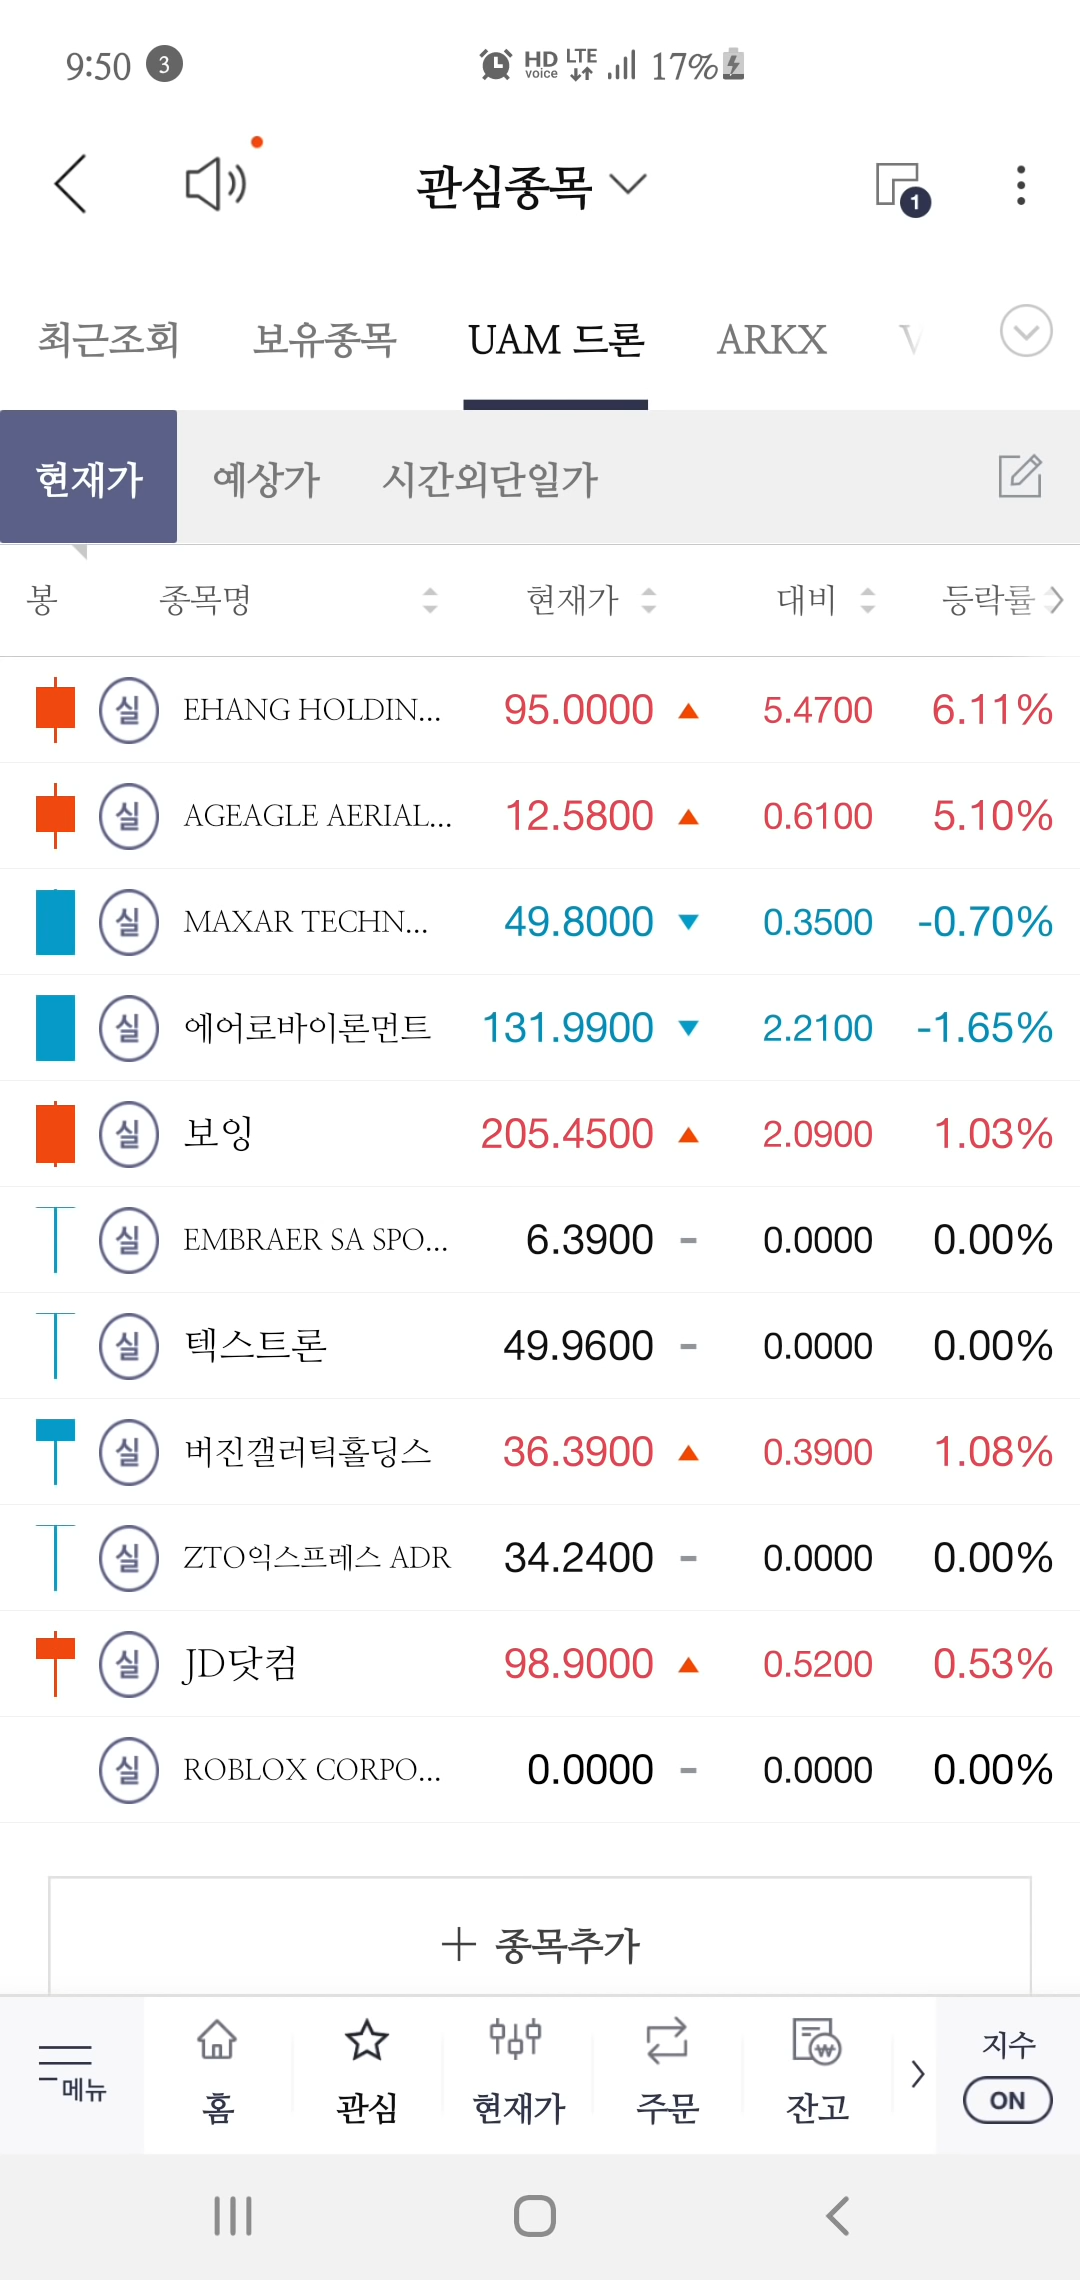 9:50 3 HD voice LTE 17%
관심종목 1
최근조회 보유종목 UAM 드론 ARKX V
현재가 예상가 시간외단일가
봉 종목명 현재가 대비 등락률
실 EHANG HOLDIN... 95.0000 ▲ 5.4700 6.11%
실 AGEAGLE AERIAL... 12.5800 ▲ 0.6100 5.10%
실 MAXAR TECHN... 49.8000 ▼ 0.3500 -0.70%
실 에어로바이론먼트 131.9900 ▼ 2.2100 -1.65%
실 보잉 205.4500 ▲ 2.0900 1.03%
실 EMBRAER SA SPO... 6.3900 - 0.0000 0.00%
실 텍스트론 49.9600 - 0.0000 0.00%
실 버진갤러틱홀딩스 36.3900 ▲ 0.3900 1.08%
실 ZTO익스프레스 ADR 34.2400 - 0.0000 0.00%
실 JD닷컴 98.9000 ▲ 0.5200 0.53%
실 ROBLOX CORPO... 0.0000 - 0.0000 0.00%
+ 종목추가
메뉴 홈 관심 현재가 주문 잔고 지수
ON